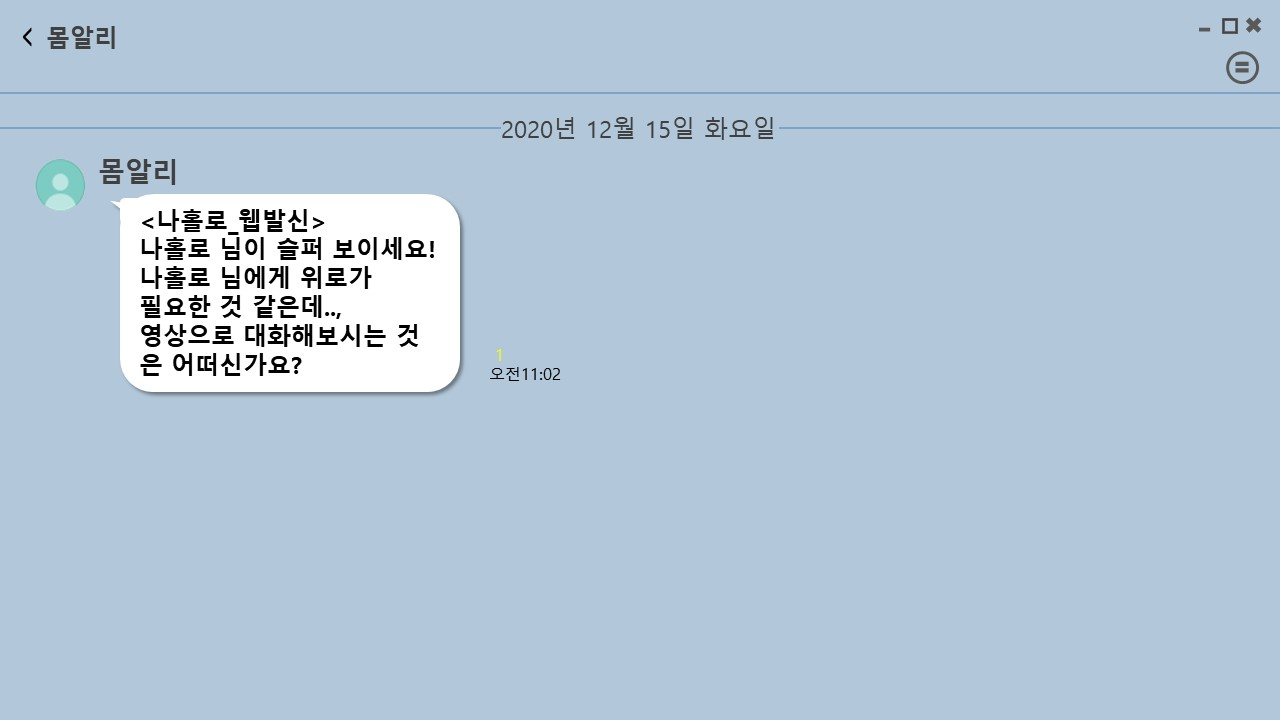 몸알리
2020년 12월 15일 화요일
몸알리
<나홀로_웹발신>
나홀로 님이 슬퍼 보이세요!
나홀로 님에게 위로가
필요한 것 같은데..,
영상으로 대화해보시는 것
은 어떠신가요?
1
오전11:02